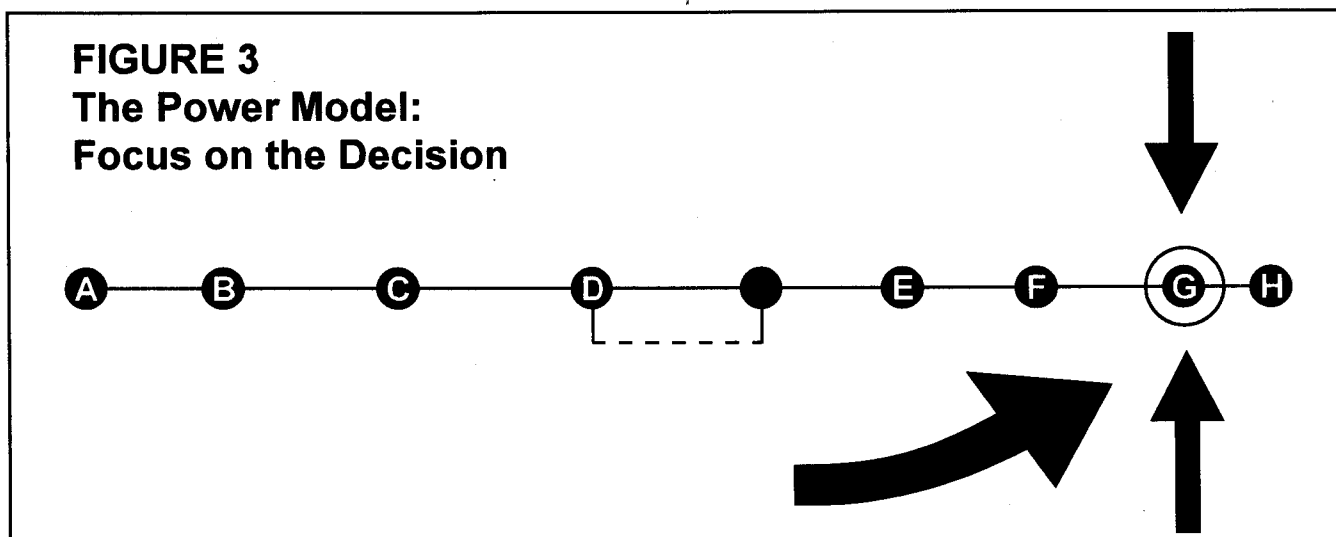 FIGURE 3
The Power Model:
Focus on the Decision
A B C D E F G H